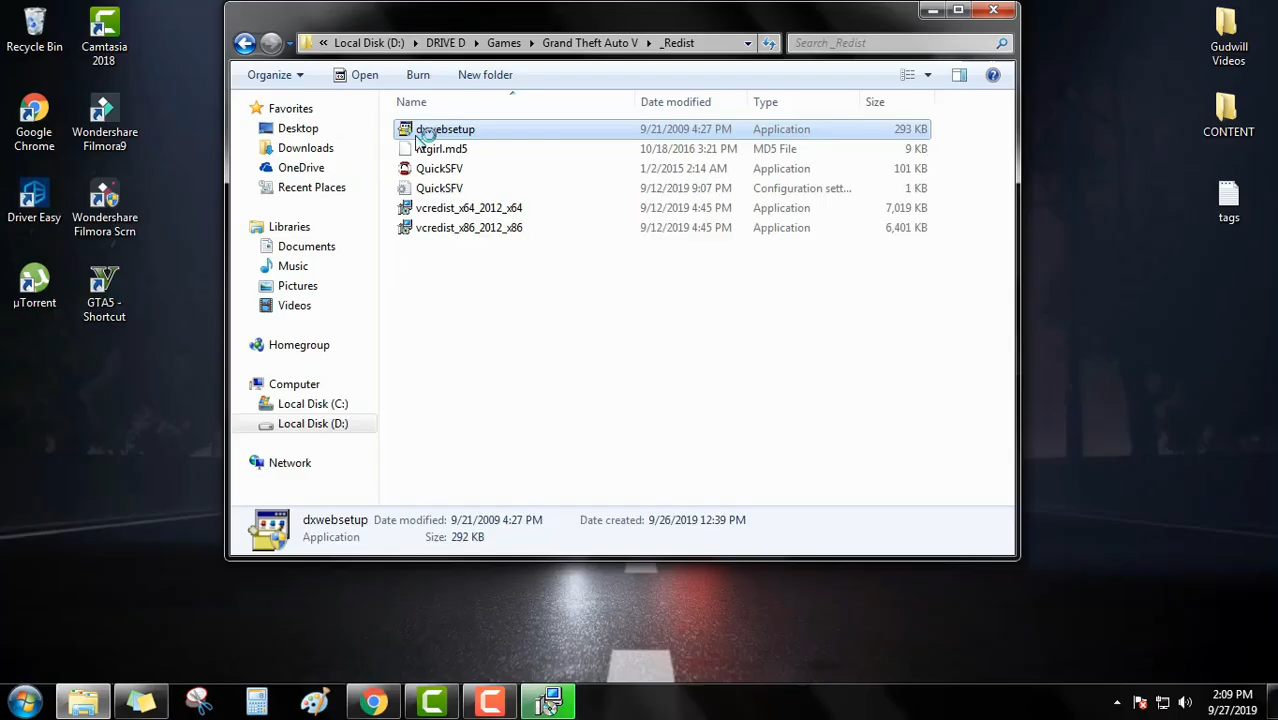 Recycle Bin
Camtasia
2018
Google
Chrome
Wondershare
Filmora9
Driver Easy
Wondershare
Filmora Scrn
µTorrent
GTA5 -
Shortcut
Local Disk (D:)
DRIVE D
Games
Grand Theft Auto V
_Redist
Search _Redist
Organize
Open
Burn
New folder
Favorites
Desktop
Downloads
OneDrive
Recent Places
Libraries
Documents
Music
Pictures
Videos
Homegroup
Computer
Local Disk (C:)
Local Disk (D:)
Network
Name Date modified Type Size
dxwebsetup 9/21/2009 4:27 PM Application 293 KB
10/18/2016 3:21 PM MD5 File 9 KB
QuickSFV 1/2/2015 2:14 AM Application 101 KB
QuickSFV 9/12/2019 9:07 PM Configuration sett... 1 KB
vcredist_x64_2012_x64 9/12/2019 4:45 PM Application 7,019 KB
vcredist_x86_2012_x86 9/12/2019 4:45 PM Application 6,401 KB
dxwebsetup Date modified: 9/21/2009 4:27 PM Date created: 9/26/2019 12:39 PM
Application Size: 292 KB
Gudwill
Videos
CONTENT
tags
2:09 PM
9/27/2019